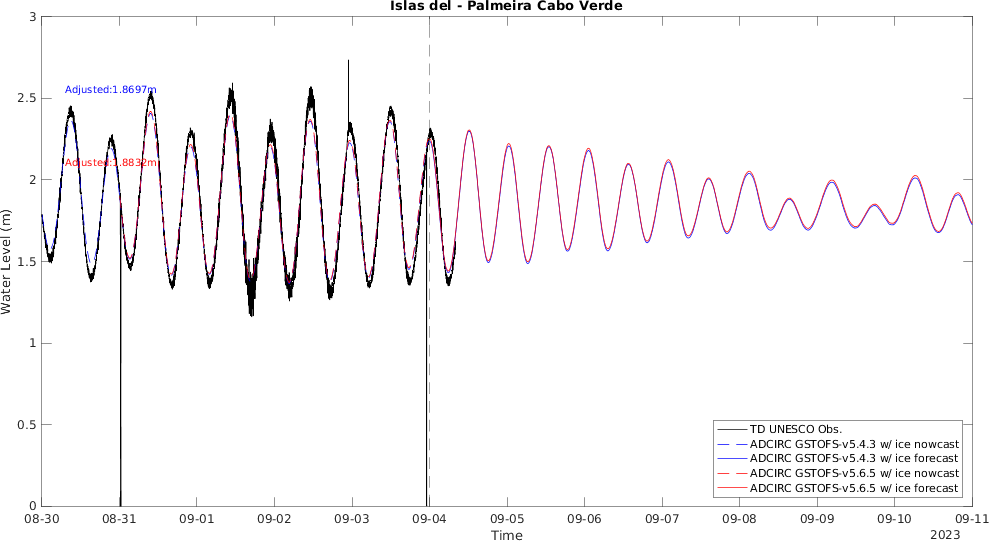 Islas del - Palmeira Cabo Verde
Water Level (m)
3
2.5
2
1.5
1
0.5
0
Adjusted:1.8697m
Adjusted:1.8832m
TD UNESCO Obs.
ADCIRC GSTOFS-v5.4.3 w/ ice nowcast
ADCIRC GSTOFS-v5.4.3 w/ ice forecast
ADCIRC GSTOFS-v5.6.5 w/ ice nowcast
ADCIRC GSTOFS-v5.6.5 w/ ice forecast
08-30 08-31 09-01 09-02 09-03 09-04 09-05 09-06 09-07 09-08 09-09 09-10 09-11
Time
2023